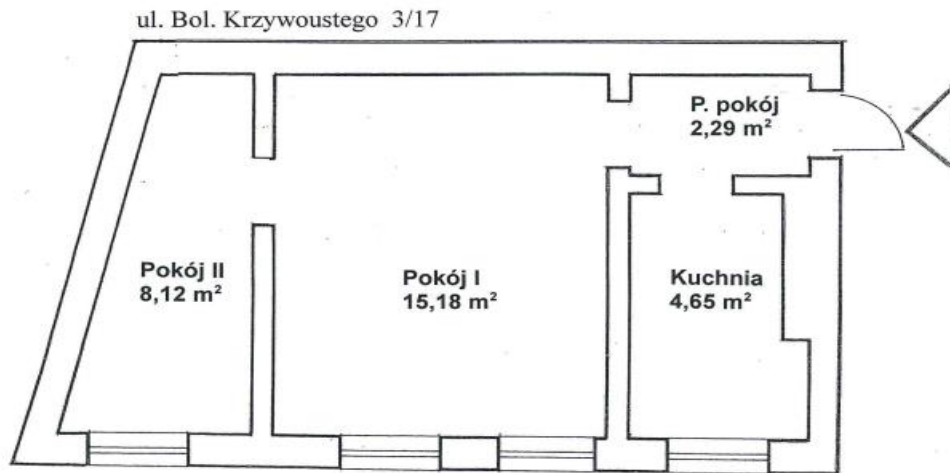 ul. Bol. Krzywoustego 3/17
P. pokój
2,29 m²
Pokój II
8,12 m²
Pokój I
15,18 m²
Kuchnia
4,65 m²